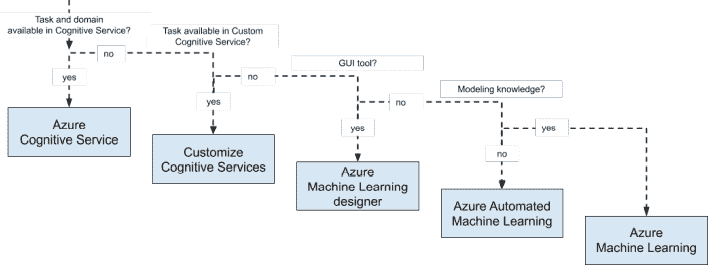 Task and domain
available in Cognitive Service?
Task available in Custom
Cognitive Service?
no
GUI tool?
yes
no
Modeling knowledge?
yes
no
Azure
Cognitive Service
yes
yes
Customize
Cognitive Services
no
Azure
Machine Learning
designer
Azure Automated
Machine Learning
Azure
Machine Learning